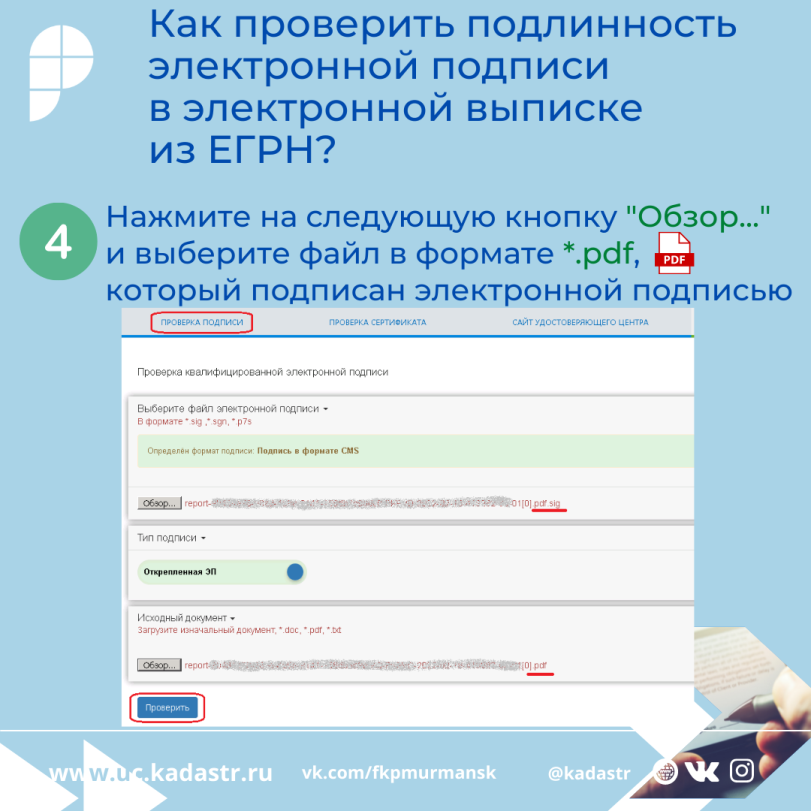 Как проверить подлинность
электронной подписи
в электронной выписке
из ЕГРН?
4
Нажмите на следующую кнопку "Обзор..."
и выберите файл в формате *.pdf,
PDF
который подписан электронной подписью
ПРОВЕРКА ПОДПИСИ ПРОВЕРКА СЕРТИФИКАТА САЙТ УДОСТОВЕРЯЮЩЕГО ЦЕНТРА
Проверка квалифицированной электронной подписи
Выберите файл электронной подписи
В формате *.sig ,*.sgn, *.p7s
Определён формат подписи: Подпись в формате CMS
Обзор... report- 01[0].pdf.sig
Тип подписи
Открепленная ЭП
Исходный документ
Загрузите изначальный документ, *.doc, *.pdf, *.txt
Обзор... report- [0].pdf
Проверить
www.uc.kadastr.ru vk.com/fkpmurmansk @kadastr